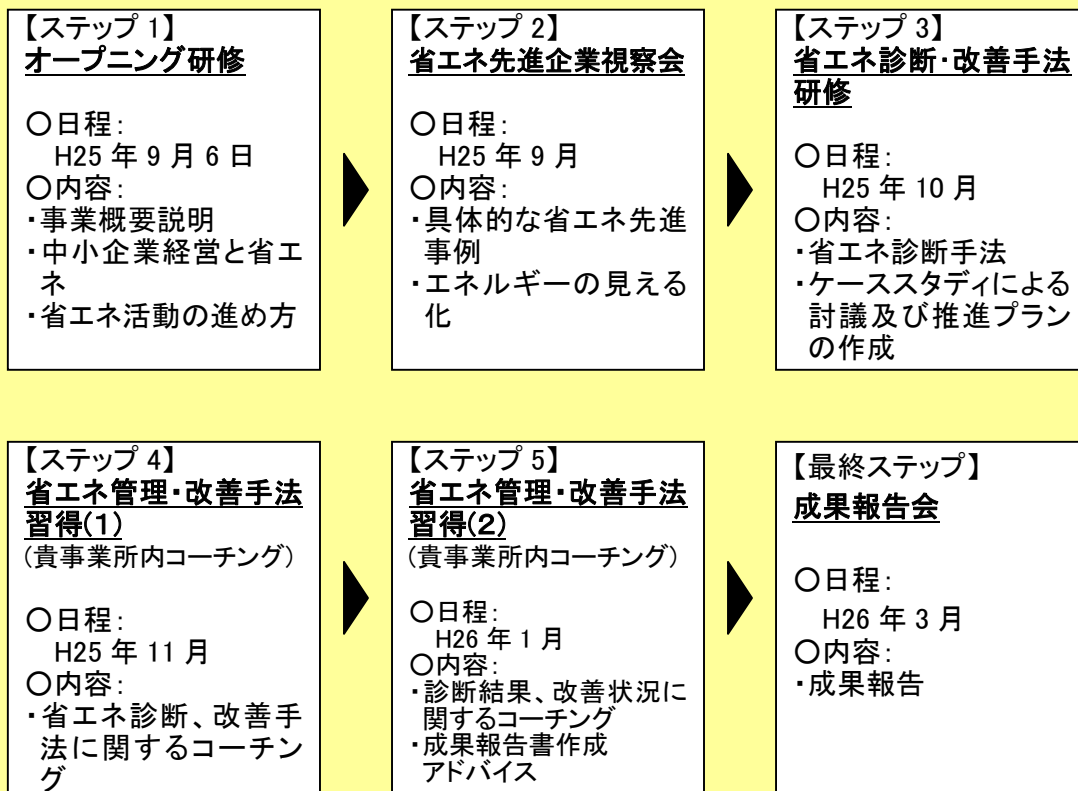 【ステップ 1】
オープニング研修
○日程:
H25 年 9 月 6 日
○内容:
・事業概要説明
・中小企業経営と省エ
ネ
・省エネ活動の進め方
【ステップ 2】
省エネ先進企業視察会
○日程:
H25 年 9 月
○内容:
・具体的な省エネ先進
事例
・エネルギーの見える
化
【ステップ 3】
省エネ診断・改善手法
研修
○日程:
H25 年 10 月
○内容:
・省エネ診断手法
・ケーススタディによる
討議及び推進プラン
の作成
【ステップ 4】
省エネ管理・改善手法
習得(1)
(貴事業所内コーチング)
○日程:
H25 年 11 月
○内容:
・省エネ診断、改善手
法に関するコーチン
グ
【ステップ 5】
省エネ管理・改善手法
習得(2)
(貴事業所内コーチング)
○日程:
H26 年 1 月
○内容:
・診断結果、改善状況に
関するコーチング
・成果報告書作成
アドバイス
【最終ステップ】
成果報告会
○日程:
H26 年 3 月
○内容:
・成果報告